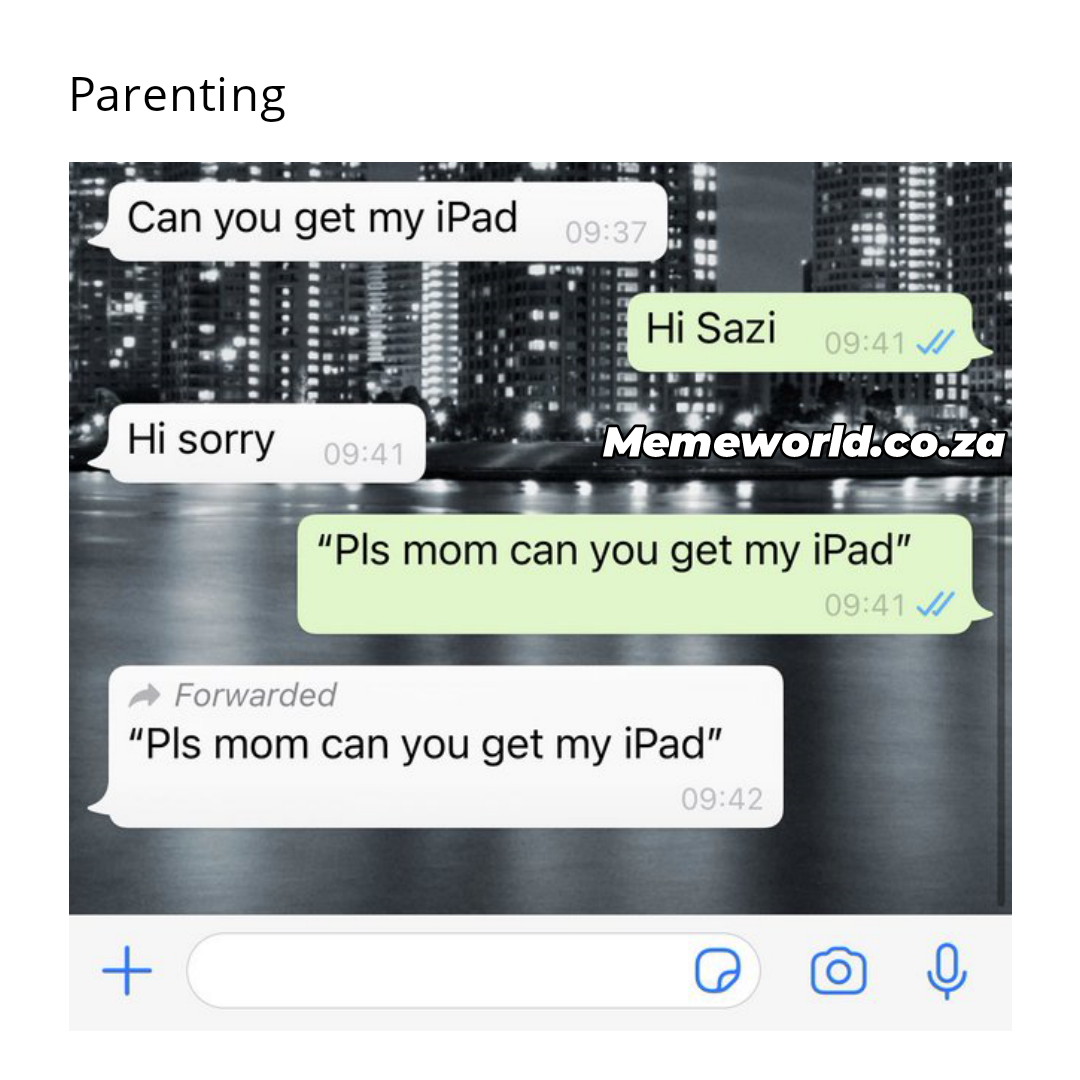 Parenting
Can you get my iPad 09:37
Hi Sazi 09:41
Hi sorry 09:41
Memeworld.co.za
“Pls mom can you get my iPad”
09:41
Forwarded
“Pls mom can you get my iPad”
09:42